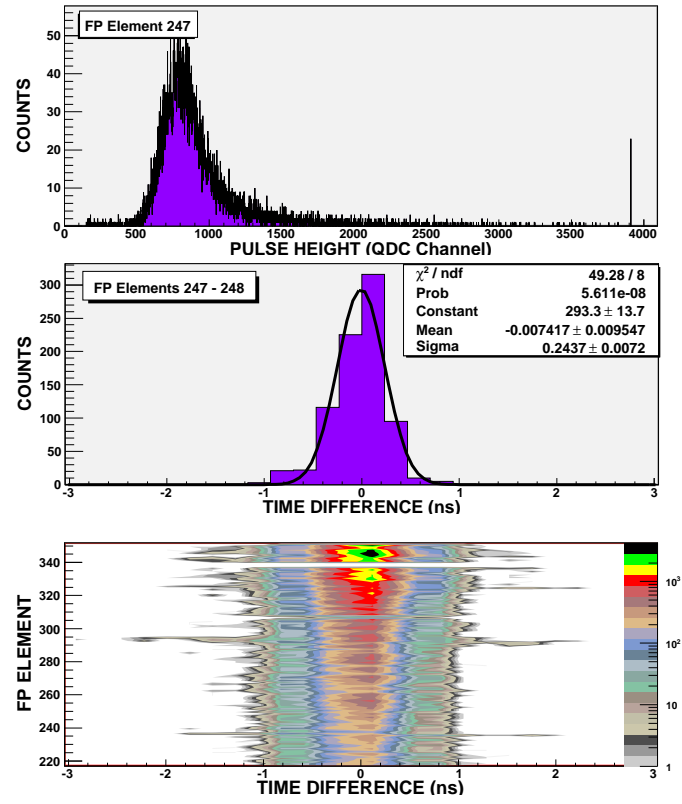 FP Element 247
50
40
30
20
10
0
COUNTS
0 500 1000 1500 2000 2500 3000 3500 4000
PULSE HEIGHT (QDC Channel)
FP Elements 247 - 248
χ² / ndf 49.28 / 8
Prob 5.611e-08
Constant 293.3 ± 13.7
Mean -0.007417 ± 0.009547
Sigma 0.2437 ± 0.0072
300
250
200
150
100
50
0
COUNTS
-3 -2 -1 0 1 2 3
TIME DIFFERENCE (ns)
340
320
300
280
260
240
220
FP ELEMENT
10³
10²
10
1
-3 -2 -1 0 1 2 3
TIME DIFFERENCE (ns)